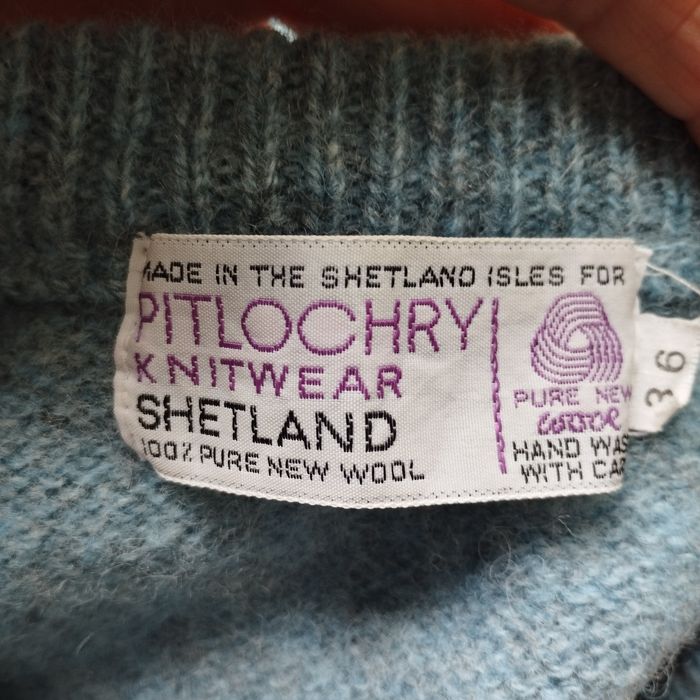 MADE IN THE SHETLAND ISLES FOR
PITLOCHRY
KNITWEAR
SHETLAND
100% PURE NEW WOOL
PURE NEW
WOOL
HAND WAS
WITH CAR
36